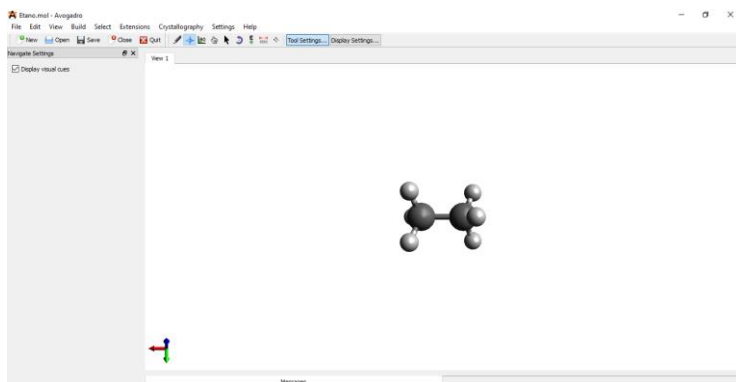 Etano.mol - Avogadro
File Edit View Build Select Extensions Crystallography Settings Help
New Open Save Close Quit Tool Settings... Display Settings...
Navigate Settings
View 1
Display visual cues
Messages